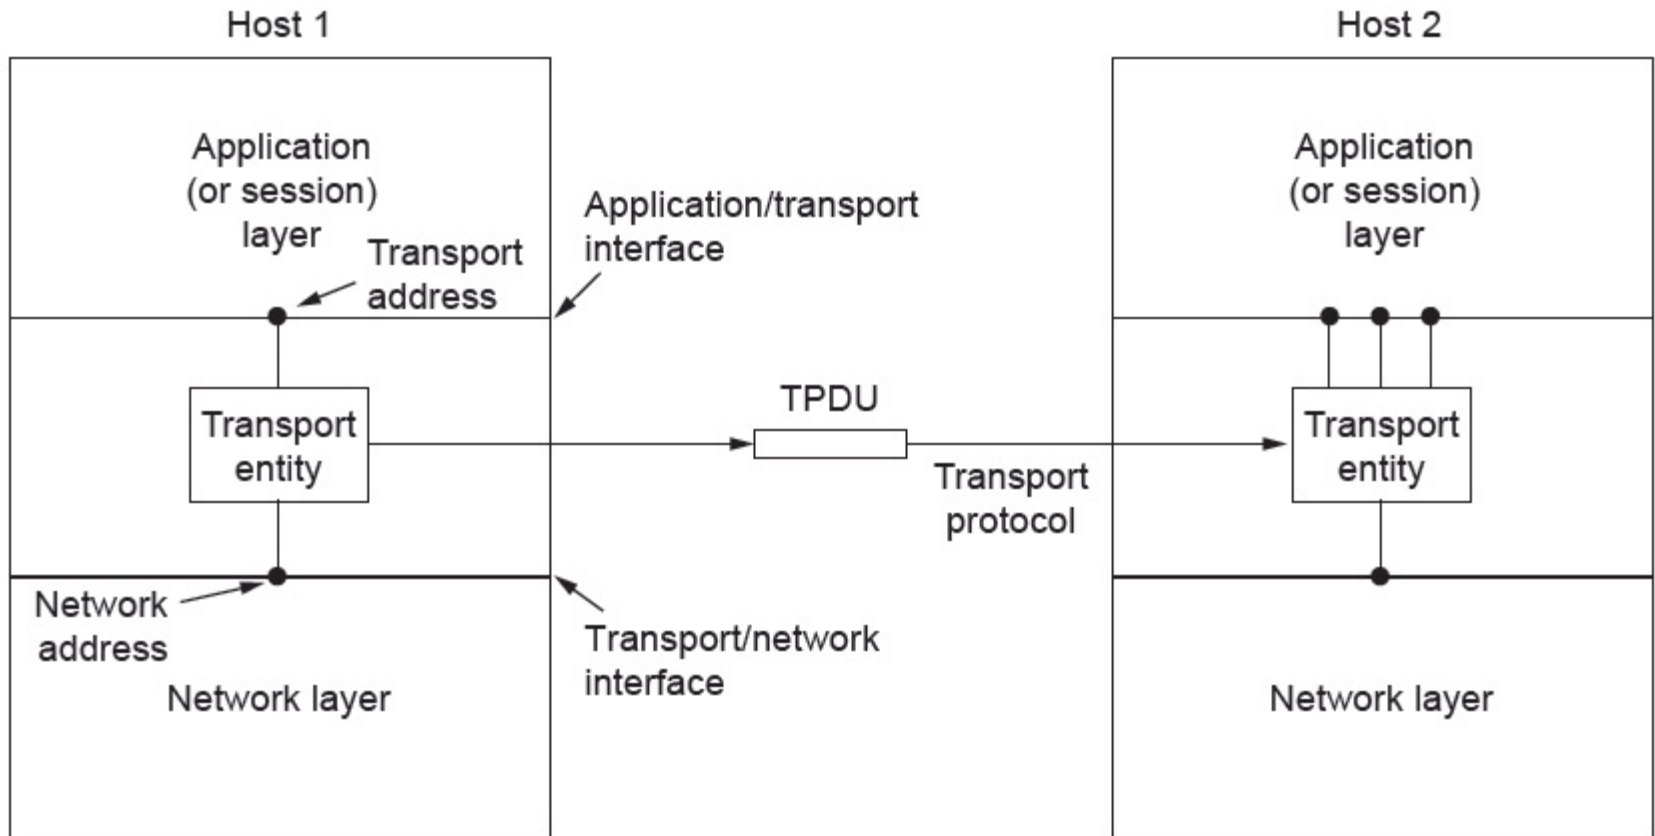 Host 1
Host 2
Application
(or session)
layer
Transport
address
Application/transport
interface
Application
(or session)
layer
Transport
entity
TPDU
Transport
protocol
Transport
entity
Network
address
Transport/network
interface
Network layer
Network layer